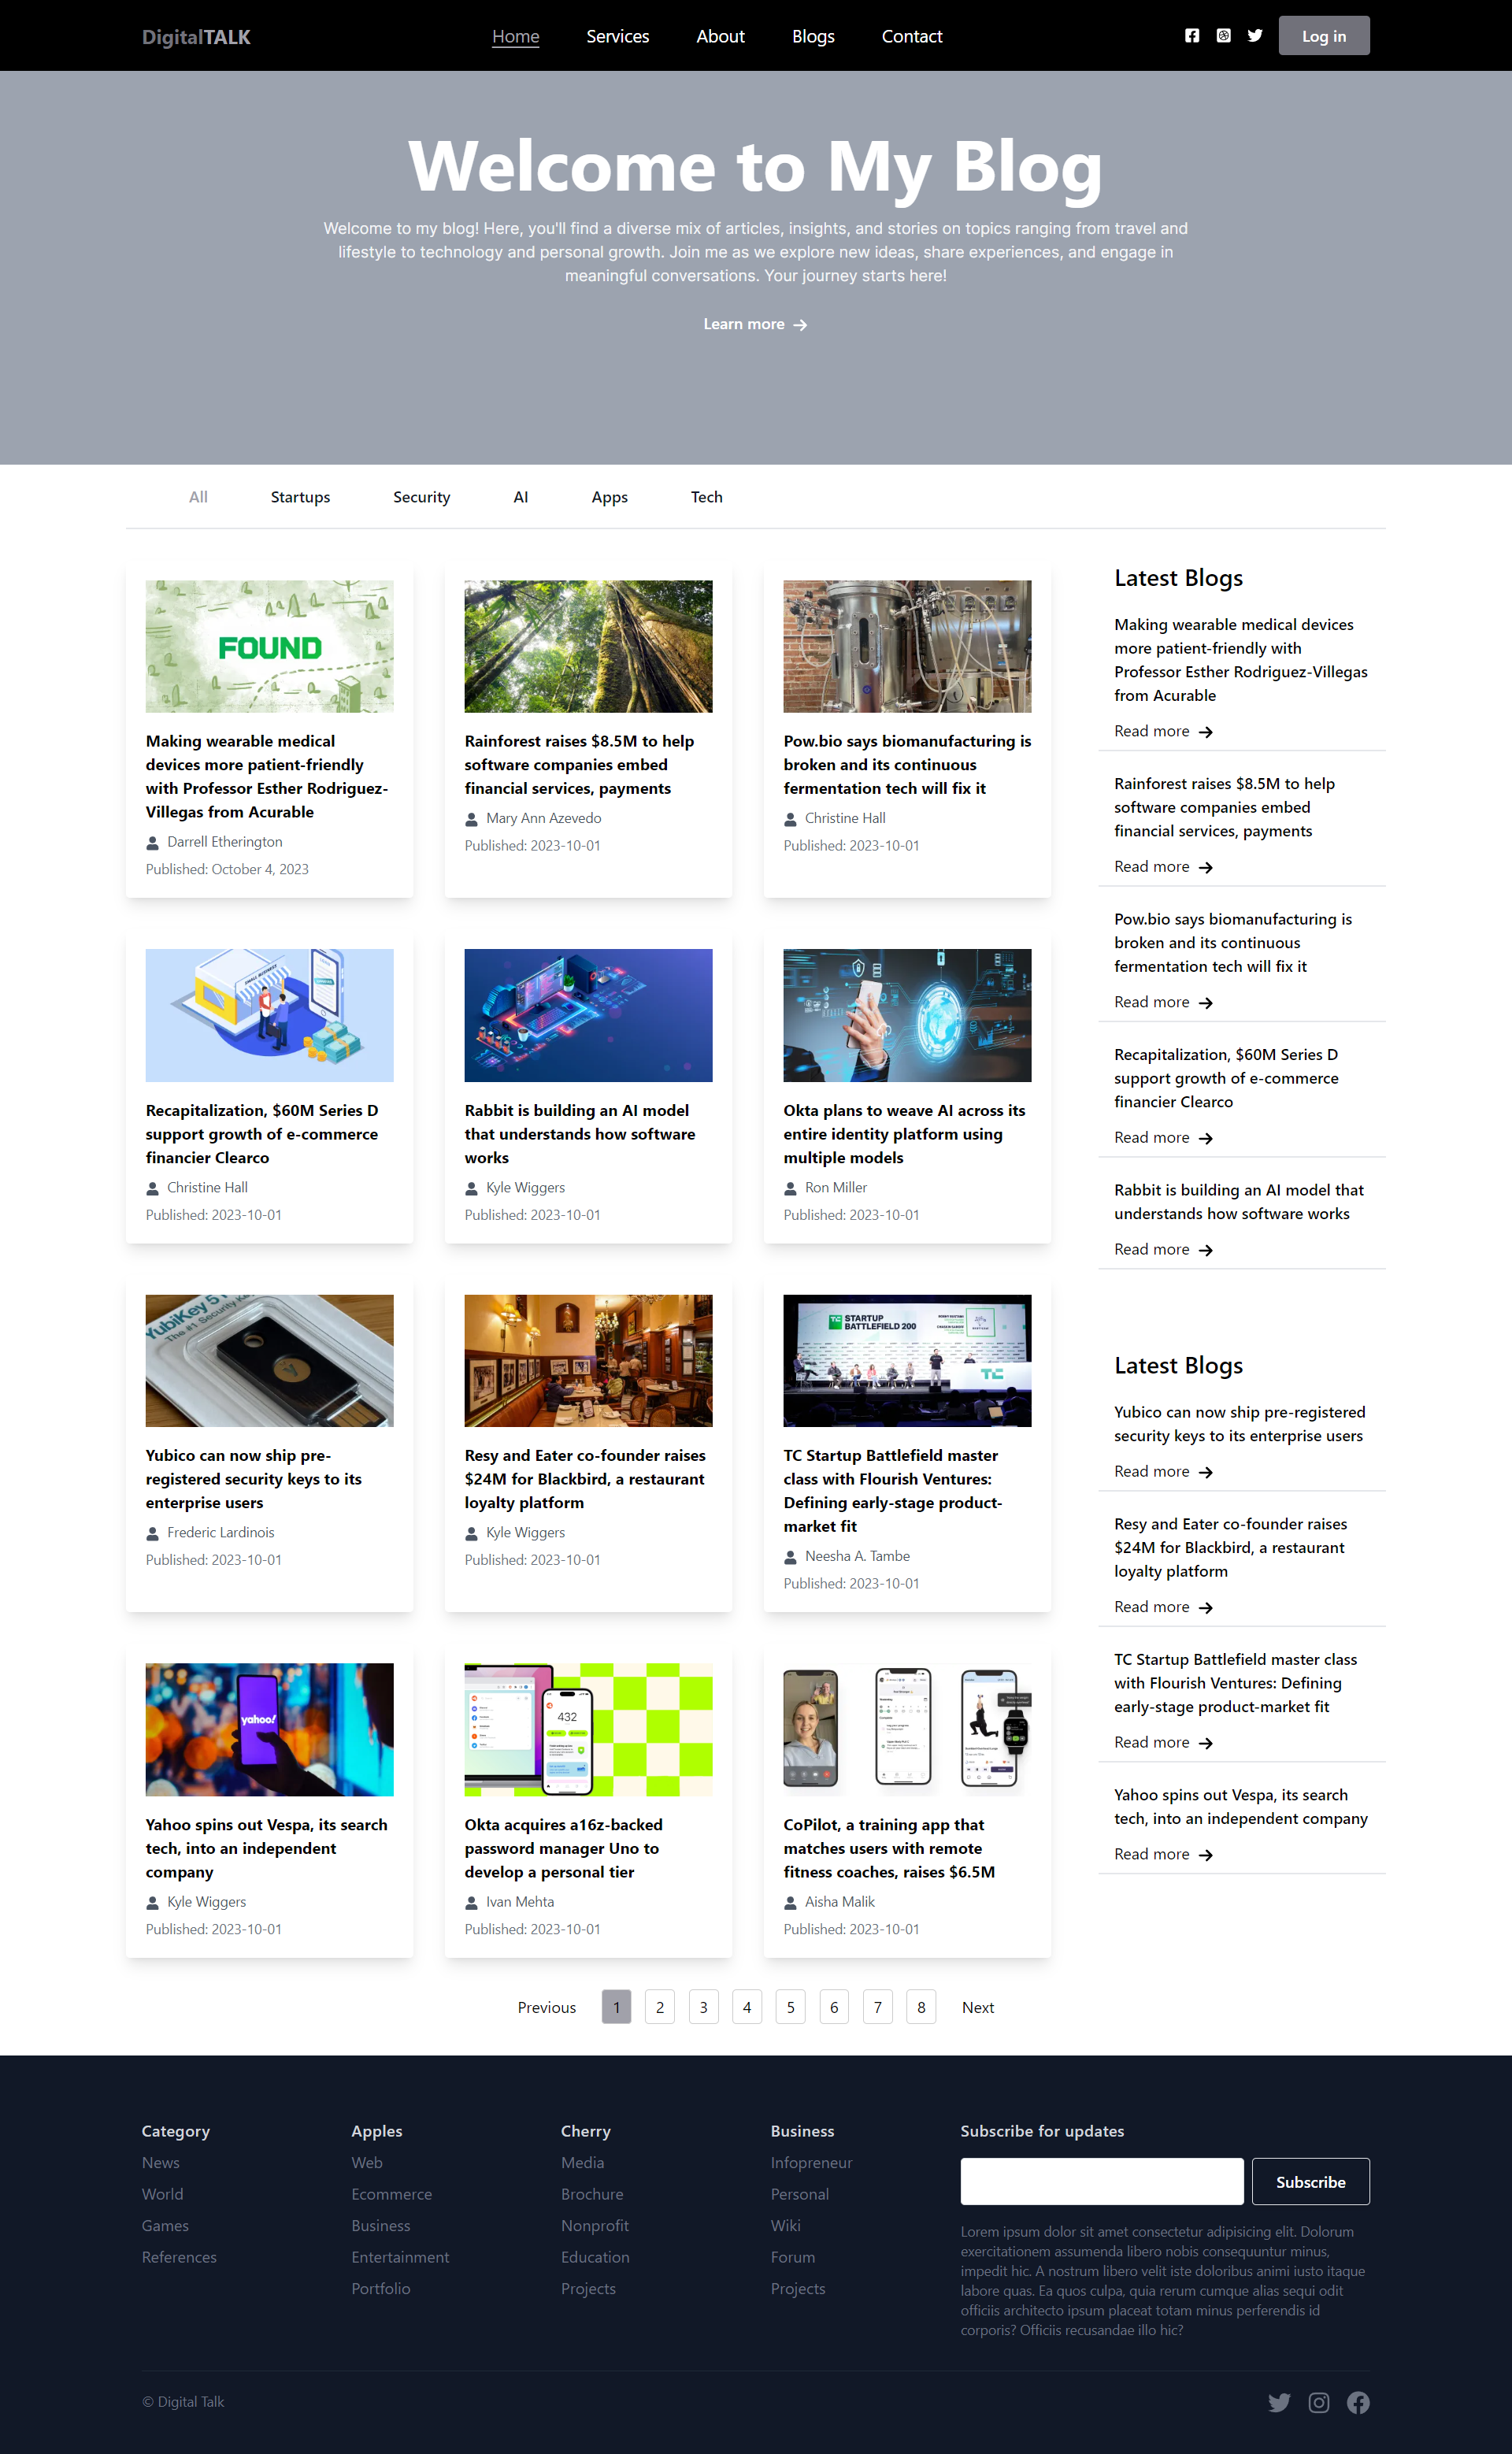 DigitalTALK
Home
Services
About
Blogs
Contact
Log in
Welcome to My Blog
Welcome to my blog! Here, you'll find a diverse mix of articles, insights, and stories on topics ranging from travel and
lifestyle to technology and personal growth. Join me as we explore new ideas, share experiences, and engage in
meaningful conversations. Your journey starts here!
Learn more
All
Startups
Security
AI
Apps
Tech
FOUND
Making wearable medical
devices more patient-friendly
with Professor Esther Rodriguez-
Villegas from Acurable
Darrell Etherington
Published: October 4, 2023
Rainforest raises $8.5M to help
software companies embed
financial services, payments
Mary Ann Azevedo
Published: 2023-10-01
Pow.bio says biomanufacturing is
broken and its continuous
fermentation tech will fix it
Christine Hall
Published: 2023-10-01
Recapitalization, $60M Series D
support growth of e-commerce
financier Clearco
Christine Hall
Published: 2023-10-01
Rabbit is building an AI model
that understands how software
works
Kyle Wiggers
Published: 2023-10-01
Okta plans to weave AI across its
entire identity platform using
multiple models
Ron Miller
Published: 2023-10-01
YubiKey 5
The #1 Security Key
Yubico can now ship pre-
registered security keys to its
enterprise users
Frederic Lardinois
Published: 2023-10-01
Resy and Eater co-founder raises
$24M for Blackbird, a restaurant
loyalty platform
Kyle Wiggers
Published: 2023-10-01
TC STARTUP
BATTLEFIELD 200
TC
TC Startup Battlefield master
class with Flourish Ventures:
Defining early-stage product-
market fit
Neesha A. Tambe
Published: 2023-10-01
yahoo!
Yahoo spins out Vespa, its search
tech, into an independent
company
Kyle Wiggers
Published: 2023-10-01
432
Okta acquires a16z-backed
password manager Uno to
develop a personal tier
Ivan Mehta
Published: 2023-10-01
CoPilot, a training app that
matches users with remote
fitness coaches, raises $6.5M
Aisha Malik
Published: 2023-10-01
Latest Blogs
Making wearable medical devices
more patient-friendly with
Professor Esther Rodriguez-Villegas
from Acurable
Read more
Rainforest raises $8.5M to help
software companies embed
financial services, payments
Read more
Pow.bio says biomanufacturing is
broken and its continuous
fermentation tech will fix it
Read more
Recapitalization, $60M Series D
support growth of e-commerce
financier Clearco
Read more
Rabbit is building an AI model that
understands how software works
Read more
Latest Blogs
Yubico can now ship pre-registered
security keys to its enterprise users
Read more
Resy and Eater co-founder raises
$24M for Blackbird, a restaurant
loyalty platform
Read more
TC Startup Battlefield master class
with Flourish Ventures: Defining
early-stage product-market fit
Read more
Yahoo spins out Vespa, its search
tech, into an independent company
Read more
Previous
1
2
3
4
5
6
7
8
Next
Category
News
World
Games
References
Apples
Web
Ecommerce
Business
Entertainment
Portfolio
Cherry
Media
Brochure
Nonprofit
Education
Projects
Business
Infopreneur
Personal
Wiki
Forum
Projects
Subscribe for updates
Subscribe
Lorem ipsum dolor sit amet consectetur adipisicing elit. Dolorum
exercitationem assumenda libero nobis consequuntur minus,
impedit hic. A nostrum libero velit iste doloribus animi iusto itaque
labore quas. Ea quos culpa, quia rerum cumque alias sequi odit
officiis architecto ipsum placeat totam minus perferendis id
corporis? Officiis recusandae illo hic?
© Digital Talk